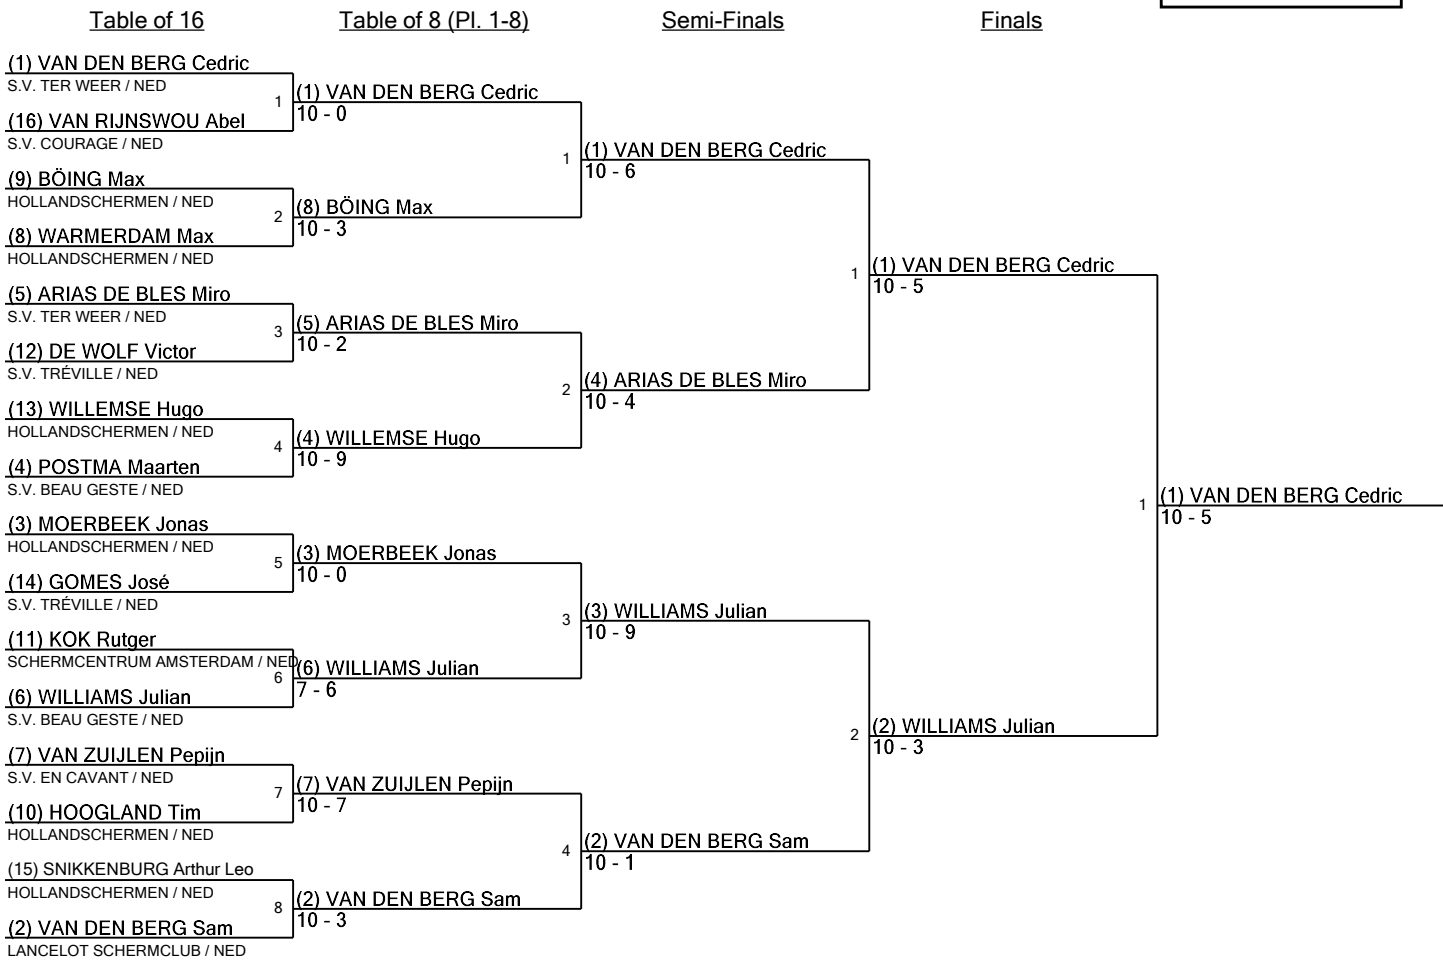 Table of 16
Table of 8 (Pl. 1-8)
Semi-Finals
Finals
(1) VAN DEN BERG Cedric
S.V. TER WEER / NED
1
(16) VAN RIJNSWOU Abel
S.V. COURAGE / NED
(9) BÖING Max
HOLLANDSCHERMEN / NED
2
(8) WARMERDAM Max
HOLLANDSCHERMEN / NED
(5) ARIAS DE BLES Miro
S.V. TER WEER / NED
3
(12) DE WOLF Victor
S.V. TRÉVILLE / NED
(13) WILLEMSE Hugo
HOLLANDSCHERMEN / NED
4
(4) POSTMA Maarten
S.V. BEAU GESTE / NED
(3) MOERBEEK Jonas
HOLLANDSCHERMEN / NED
5
(14) GOMES José
S.V. TRÉVILLE / NED
(11) KOK Rutger
SCHERMCENTRUM AMSTERDAM / NED
6
(6) WILLIAMS Julian
S.V. BEAU GESTE / NED
(7) VAN ZUIJLEN Pepijn
S.V. EN CAVANT / NED
7
(10) HOOGLAND Tim
HOLLANDSCHERMEN / NED
(15) SNIKKENBURG Arthur Leo
HOLLANDSCHERMEN / NED
8
(2) VAN DEN BERG Sam
LANCELOT SCHERMCLUB / NED
(1) VAN DEN BERG Cedric
10 - 0
1
(8) BÖING Max
10 - 3
(5) ARIAS DE BLES Miro
10 - 2
2
(4) WILLEMSE Hugo
10 - 9
(3) MOERBEEK Jonas
10 - 0
3
(6) WILLIAMS Julian
7 - 6
(7) VAN ZUIJLEN Pepijn
10 - 7
4
(2) VAN DEN BERG Sam
10 - 3
(1) VAN DEN BERG Cedric
10 - 6
1
(4) ARIAS DE BLES Miro
10 - 4
(3) WILLIAMS Julian
10 - 9
2
(2) VAN DEN BERG Sam
10 - 1
(1) VAN DEN BERG Cedric
10 - 5
1
(2) WILLIAMS Julian
10 - 3
(1) VAN DEN BERG Cedric
10 - 5